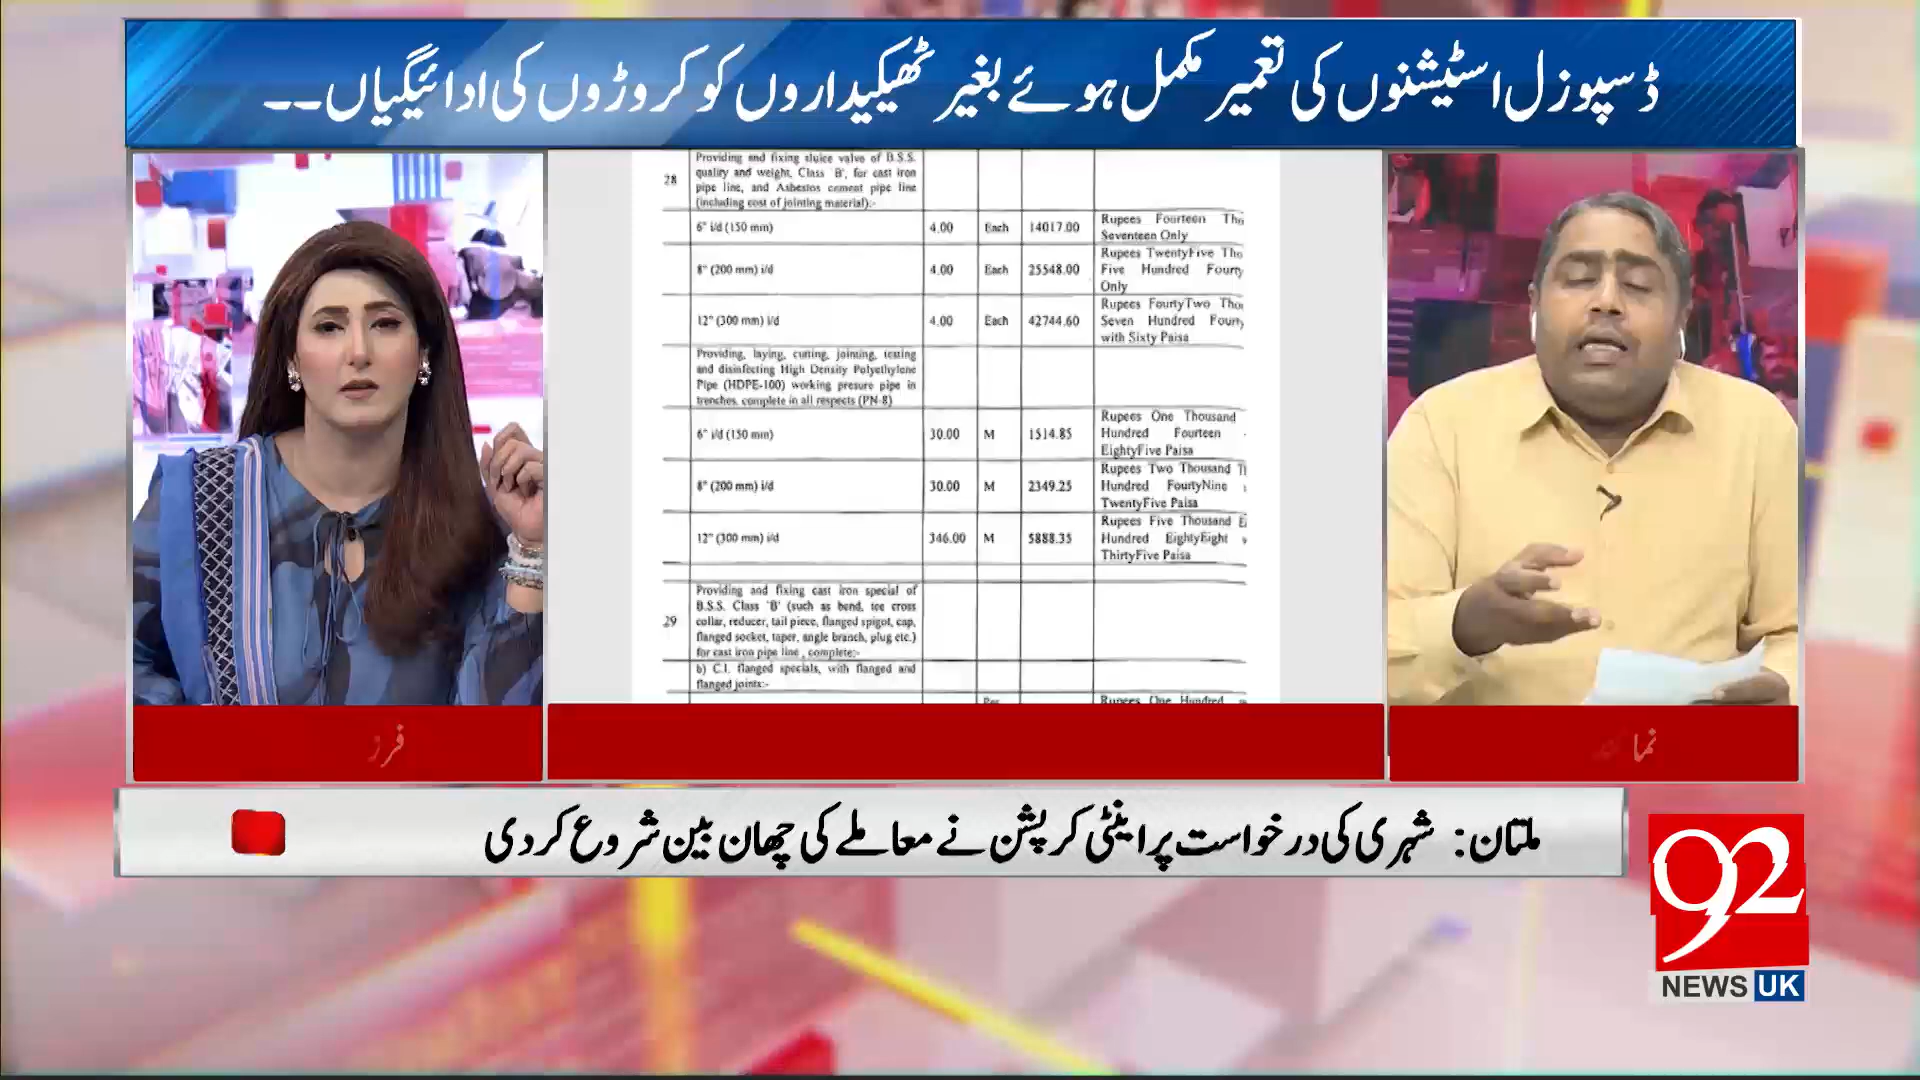 ڈسپوزل اسٹیشنوں کی تعمیر مکمل ہوئے بغیر ٹھیکیداروں کو کروڑوں کی ادائیگیاں۔۔
28 Providing and fixing sluice valve of B.S.S.
quality and weight, Class 'B', for cast iron
pipe line, and Asbestos cement pipe line
(including cost of jointing material):-
6" i/d (150 mm) 4.00 Each 14017.00 Rupees Fourteen Tho
Seventeen Only
8" (200 mm) i/d 4.00 Each 25548.00 Rupees TwentyFive Tho
Five Hundred Fourty
Only
12" (300 mm) i/d 4.00 Each 42744.60 Rupees FourtyTwo Tho
Seven Hundred Fourty
with Sixty Paisa
Providing, laying, cutting, jointing, testing
and disinfecting High Density Polyethylene
Pipe (HDPE-100) working presure pipe in
trenches, complete in all respects (PN-8)
6" i/d (150 mm) 30.00 M 1514.85 Rupees One Thousand
Hundred Fourteen
EightyFive Paisa
8" (200 mm) i/d 30.00 M 2349.25 Rupees Two Thousand
Hundred FourtyNine
TwentyFive Paisa
12" (300 mm) i/d 346.00 M 5888.35 Rupees Five Thousand
Hundred EightyEight
ThirtyFive Paisa
29 Providing and fixing cast iron special of
B.S.S. Class 'B' (such as bend, tee cross
collar, reducer, tail piece, flanged spigot, cap,
flanged socket, taper, angle branch, plug etc.)
for cast iron pipe line, complete:-
b) C.I. flanged specials, with flanged and
flanged joints:-
Per Rupees One Hundred
ملتان: شہری کی درخواست پر اینٹی کرپشن نے معاملے کی چھان بین شروع کر دی
92
NEWS UK